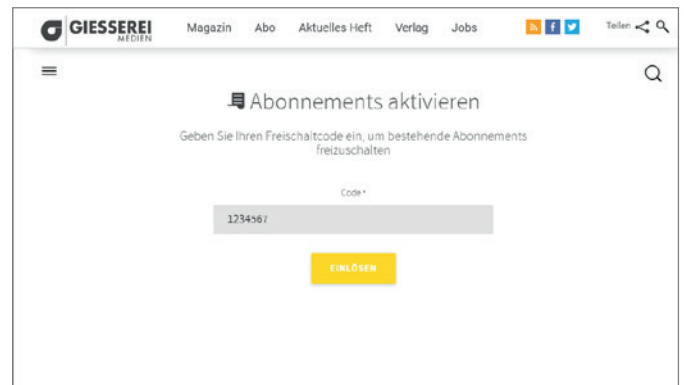 GIESSEREI
MEDIEN
Magazin Abo Aktuelles Heft Verlag Jobs
Teilen
Abonnements aktivieren
Geben Sie Ihren Freischaltcode ein, um bestehende Abonnements
freizuschalten
Code *
1234567
EINLÖSEN